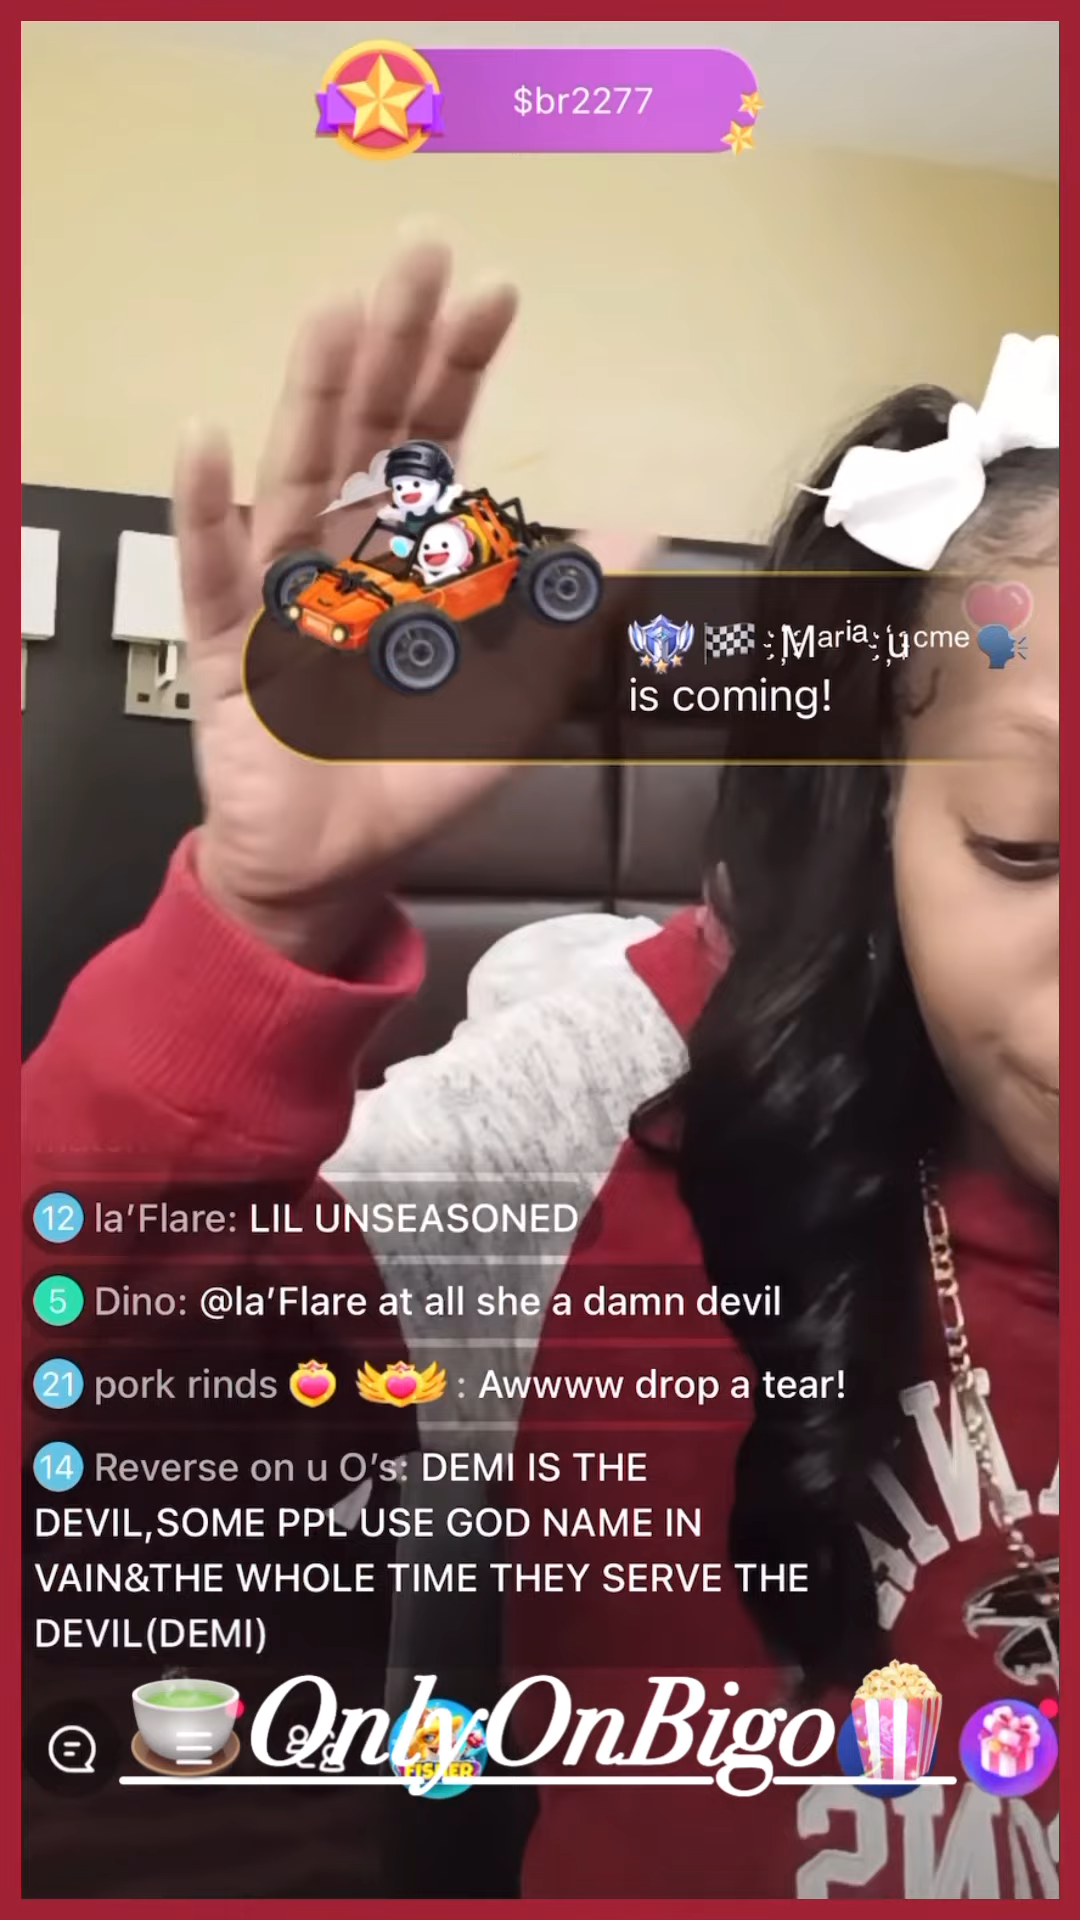 $br2277
Maria ucme
is coming!
12 la’Flare: LIL UNSEASONED
5 Dino: @la’Flare at all she a damn devil
21 pork rinds : Awwww drop a tear!
14 Reverse on u O’s: DEMI IS THE
DEVIL,SOME PPL USE GOD NAME IN
VAIN&THE WHOLE TIME THEY SERVE THE
DEVIL(DEMI)
OnlyOnBigo
FISHER